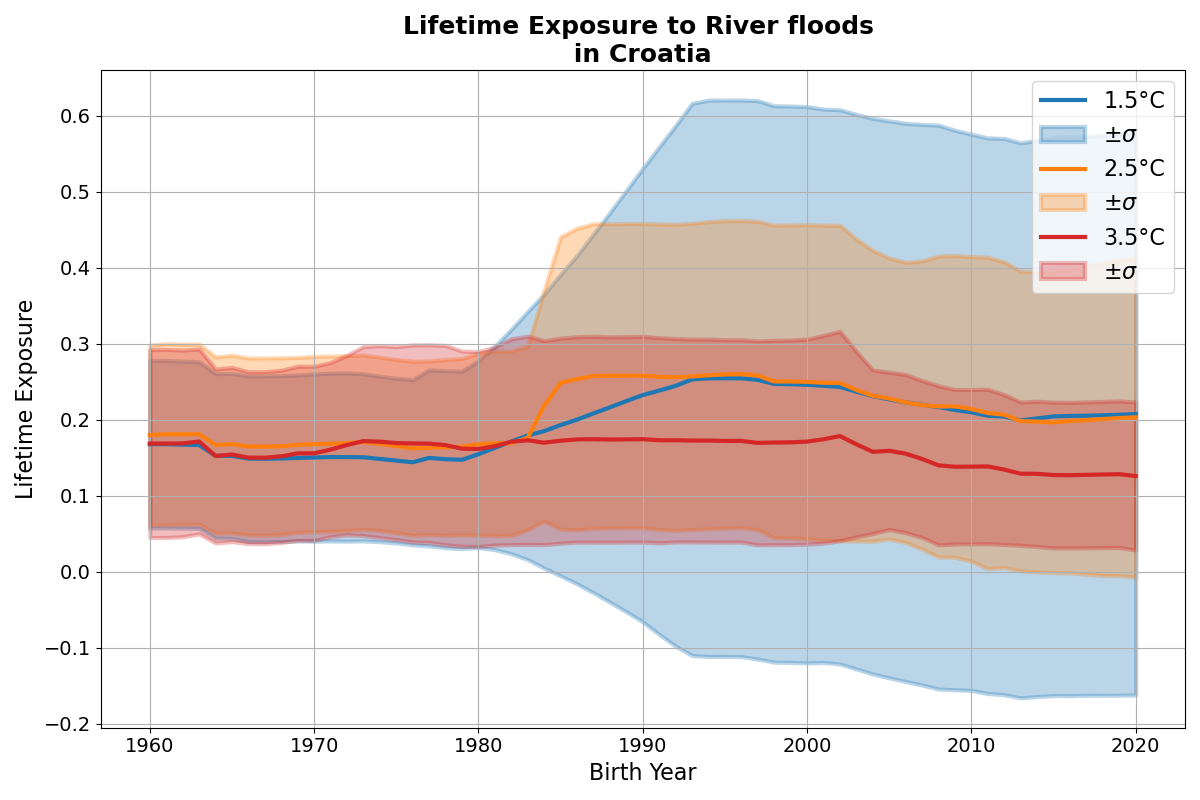 Lifetime Exposure to River floods
in Croatia
Lifetime Exposure
0.6
0.5
0.4
0.3
0.2
0.1
0.0
−0.1
−0.2
1960 1970 1980 1990 2000 2010 2020
Birth Year
1.5°C
±σ
2.5°C
±σ
3.5°C
±σ